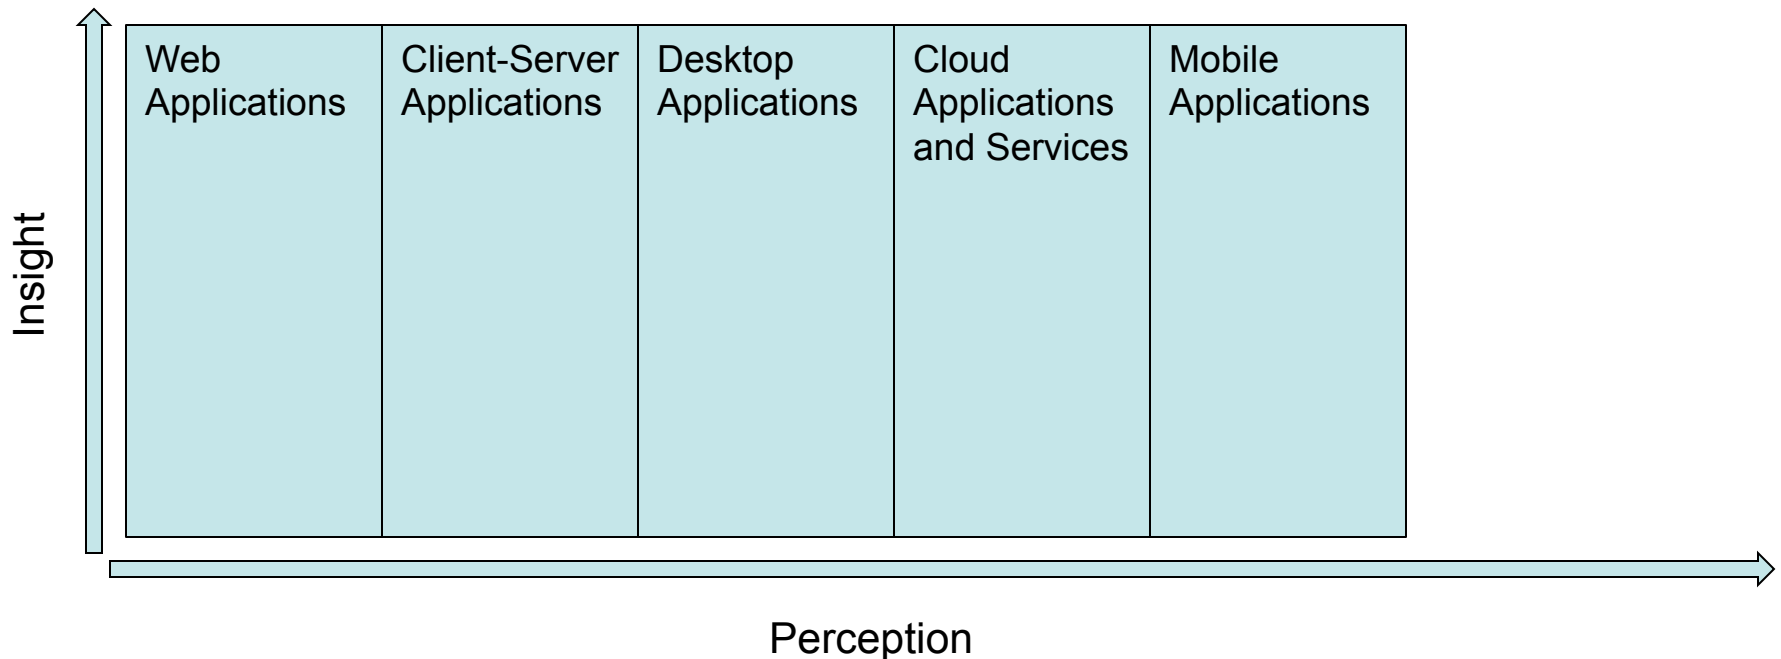 Insight
Web
Applications
Client-Server
Applications
Desktop
Applications
Cloud
Applications
and Services
Mobile
Applications
Perception